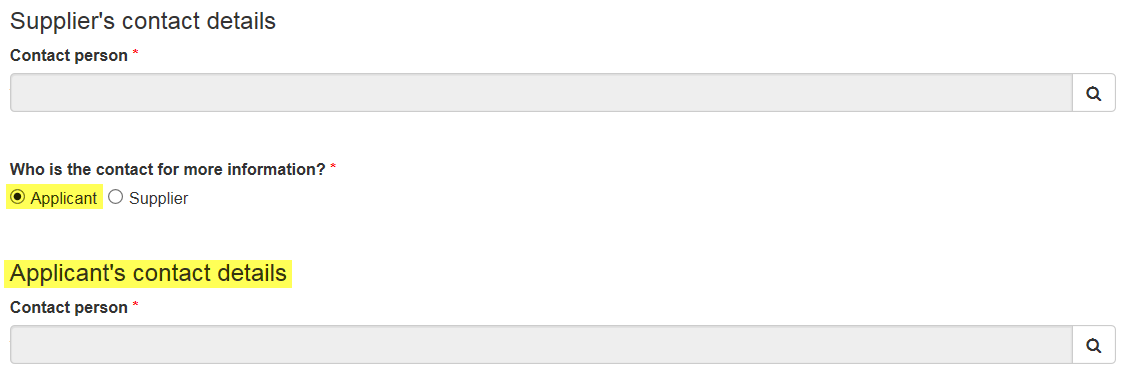 Supplier's contact details
Contact person *
Who is the contact for more information? *
Applicant Supplier
Applicant's contact details
Contact person *